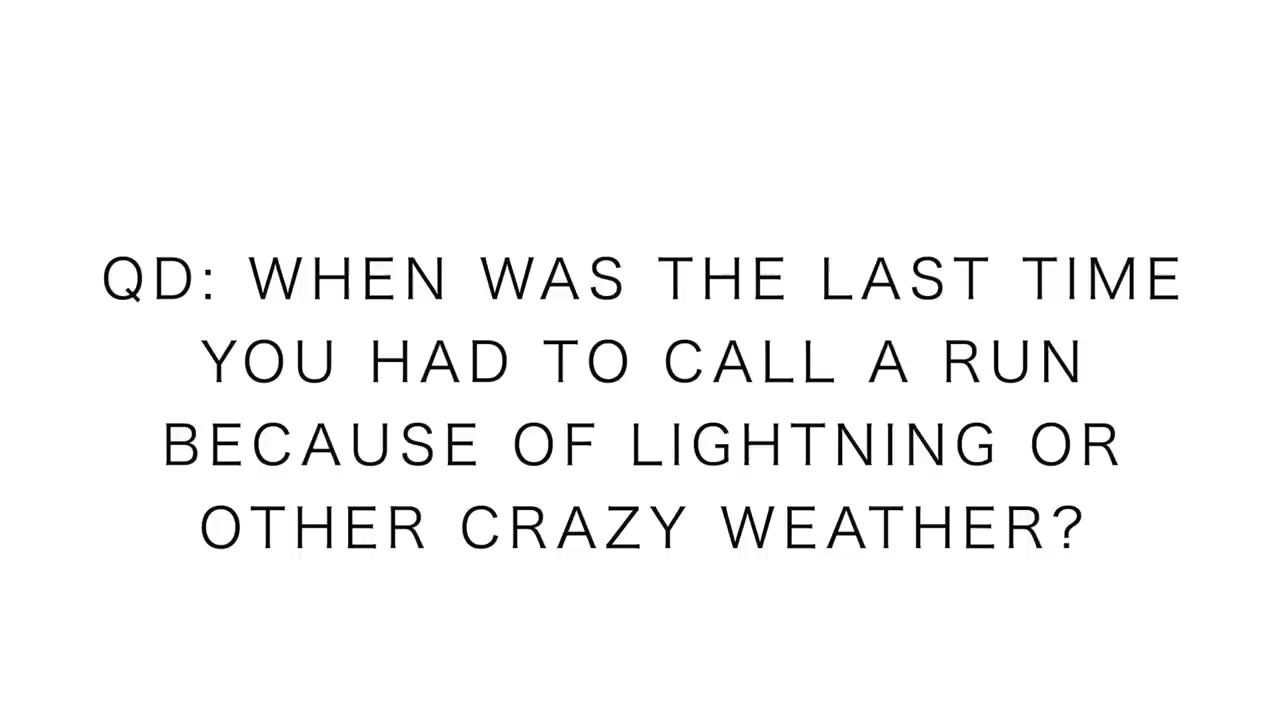 QD: WHEN WAS THE LAST TIME
YOU HAD TO CALL A RUN
BECAUSE OF LIGHTNING OR
OTHER CRAZY WEATHER?